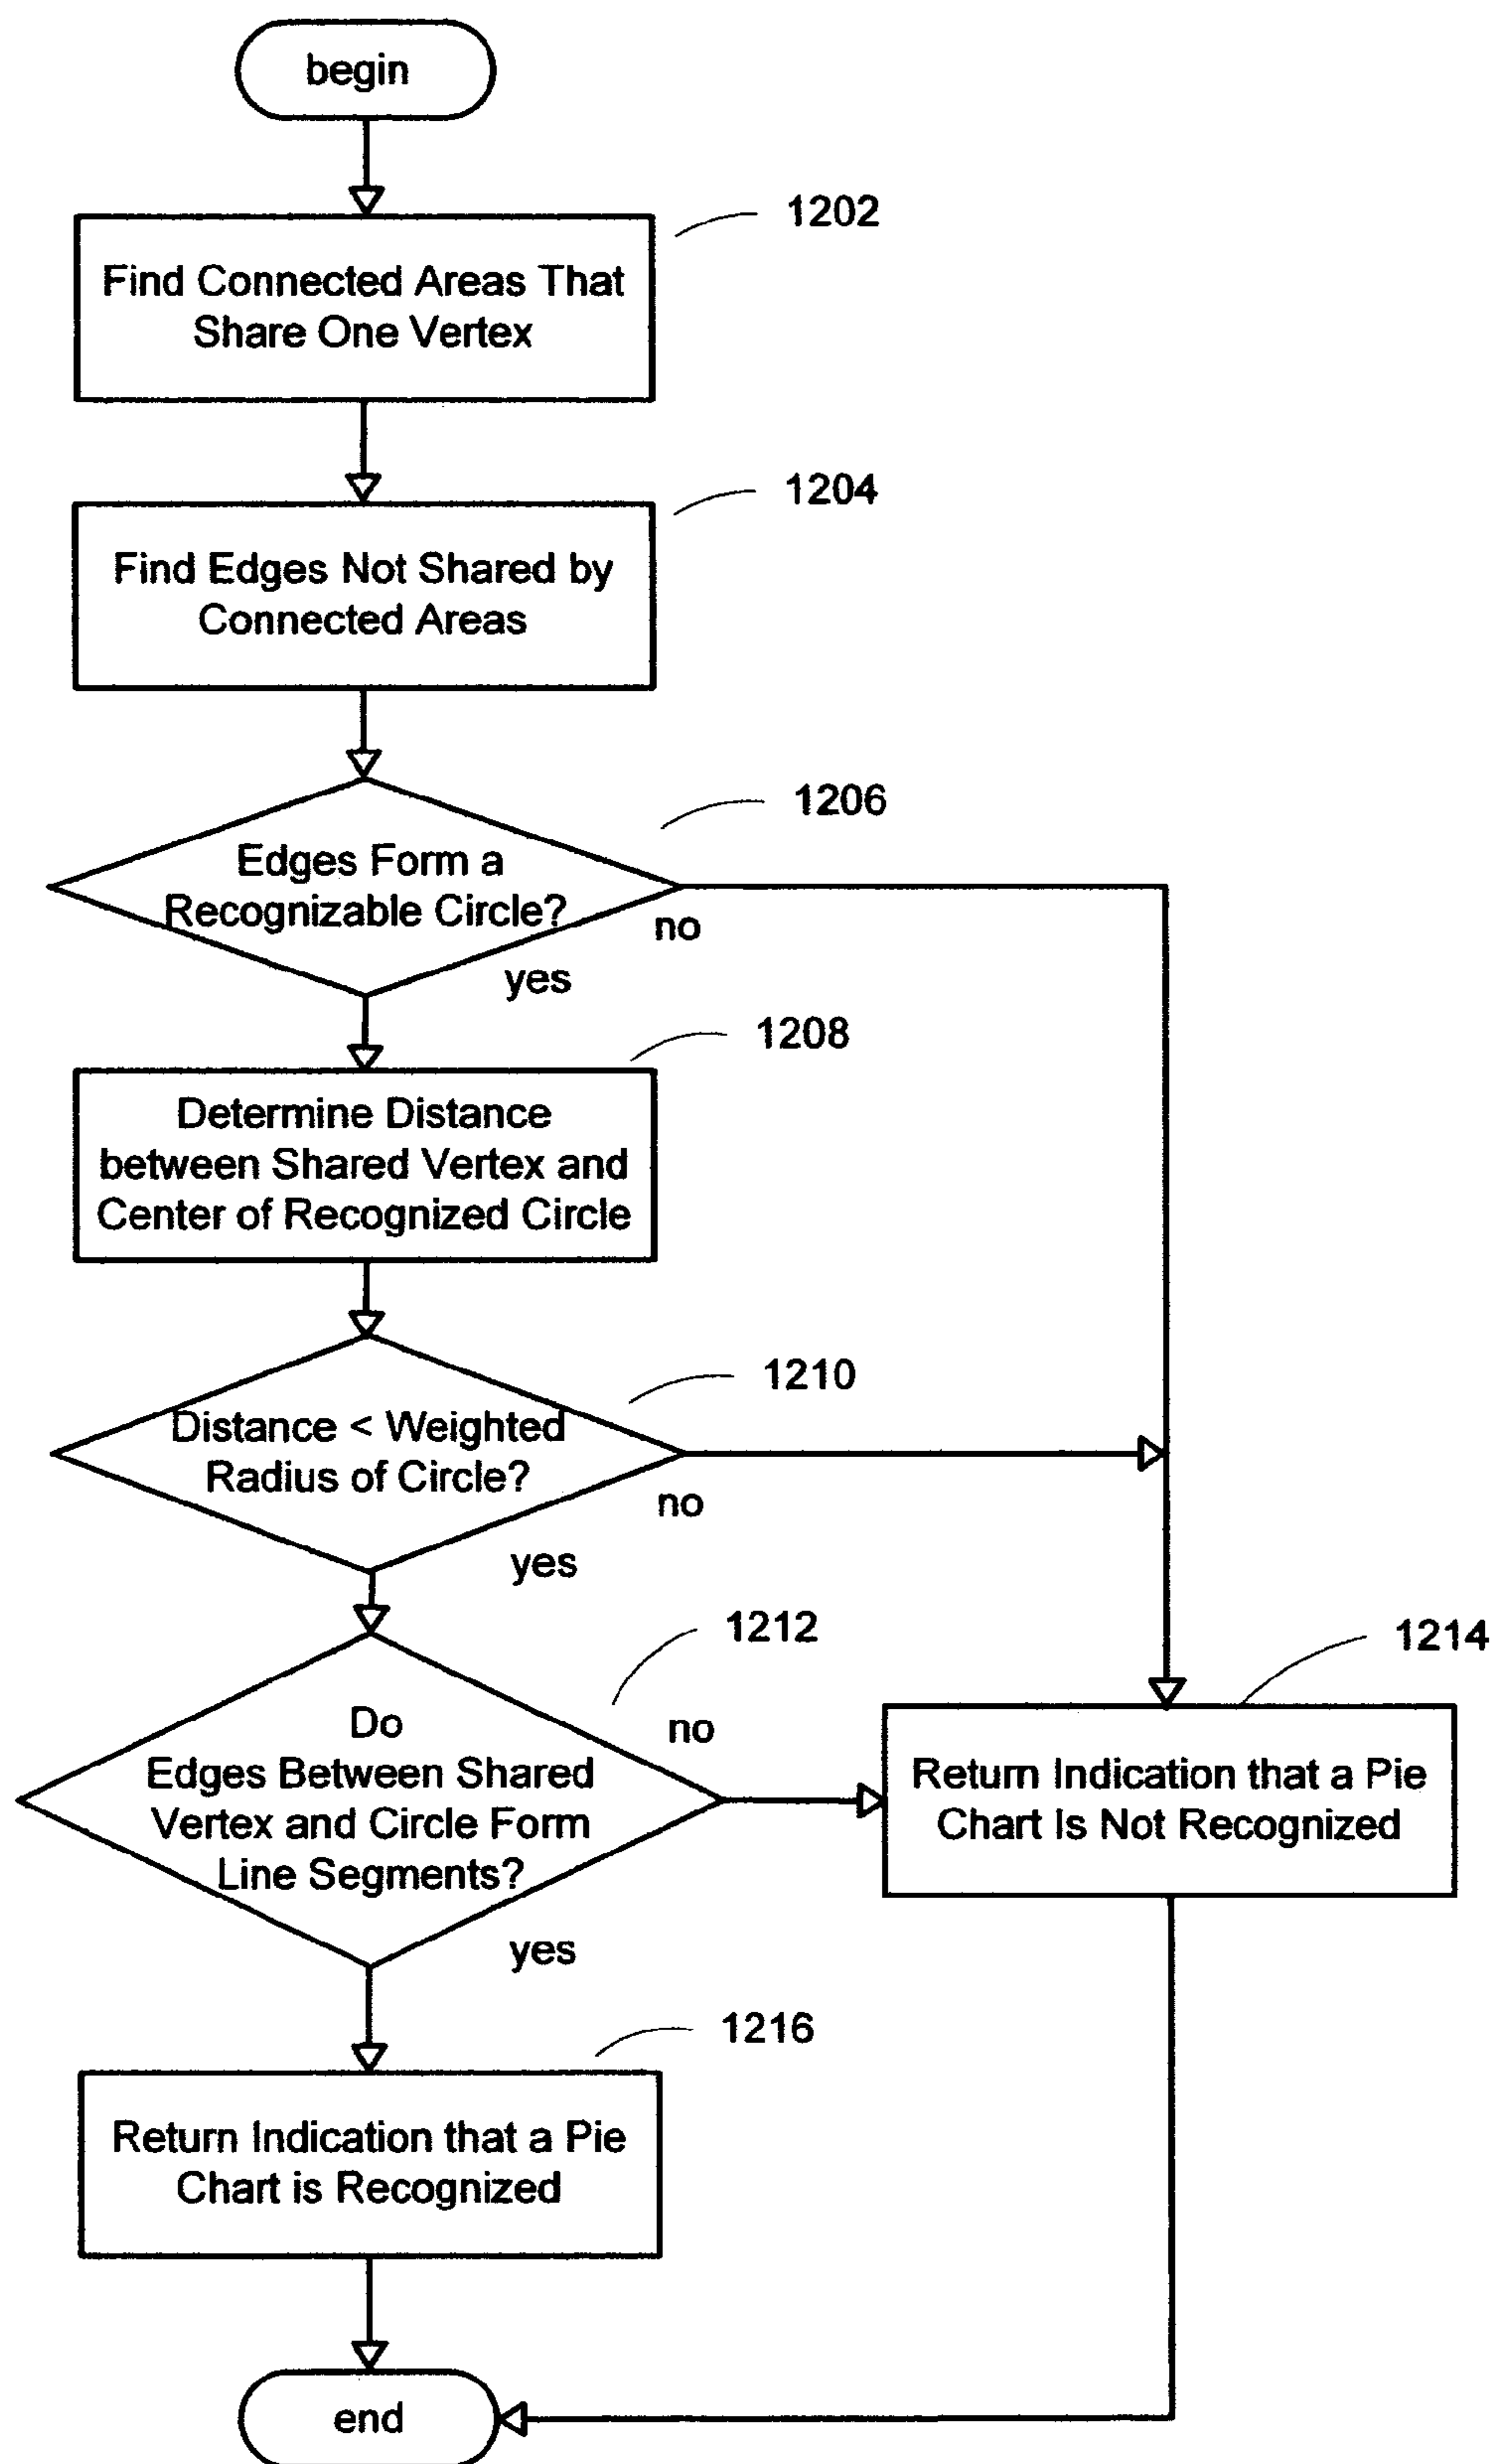 begin
1202
Find Connected Areas That
Share One Vertex
1204
Find Edges Not Shared by
Connected Areas
1206
Edges Form a
Recognizable Circle?
no
yes
1208
Determine Distance
between Shared Vertex and
Center of Recognized Circle
1210
Distance < Weighted
Radius of Circle?
no
yes
1212
Do
Edges Between Shared
Vertex and Circle Form
Line Segments?
no
yes
1214
Return Indication that a Pie
Chart Is Not Recognized
1216
Return Indication that a Pie
Chart is Recognized
end